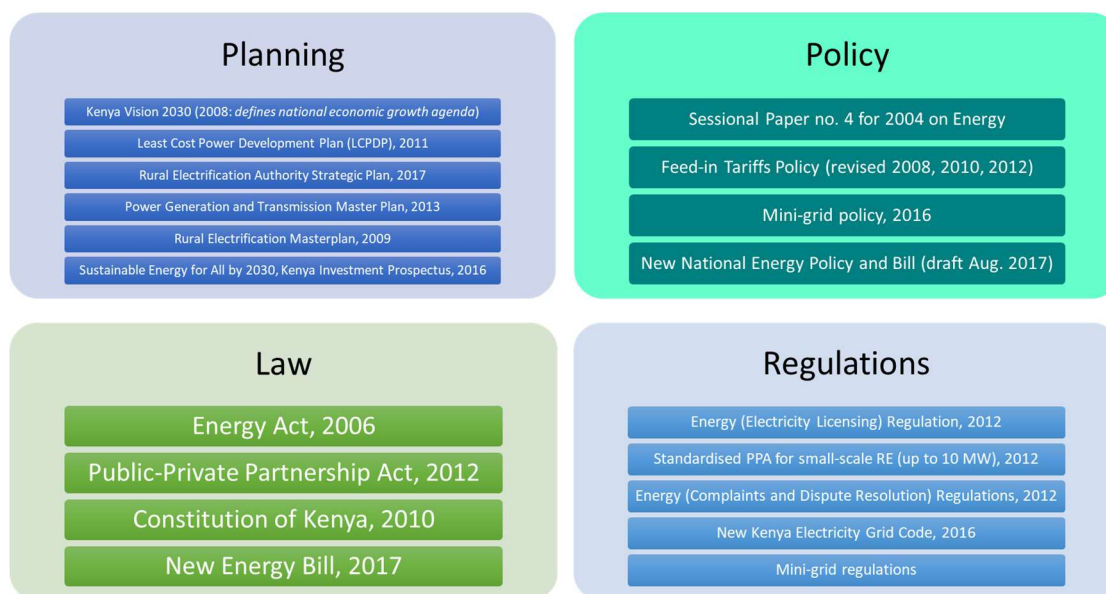 Planning
Kenya Vision 2030 (2008: defines national economic growth agenda)
Least Cost Power Development Plan (LCPDP), 2011
Rural Electrification Authority Strategic Plan, 2017
Power Generation and Transmission Master Plan, 2013
Rural Electrification Masterplan, 2009
Sustainable Energy for All by 2030, Kenya Investment Prospectus, 2016
Policy
Sessional Paper no. 4 for 2004 on Energy
Feed-in Tariffs Policy (revised 2008, 2010, 2012)
Mini-grid policy, 2016
New National Energy Policy and Bill (draft Aug. 2017)
Law
Energy Act, 2006
Public-Private Partnership Act, 2012
Constitution of Kenya, 2010
New Energy Bill, 2017
Regulations
Energy (Electricity Licensing) Regulation, 2012
Standardised PPA for small-scale RE (up to 10 MW), 2012
Energy (Complaints and Dispute Resolution) Regulations, 2012
New Kenya Electricity Grid Code, 2016
Mini-grid regulations